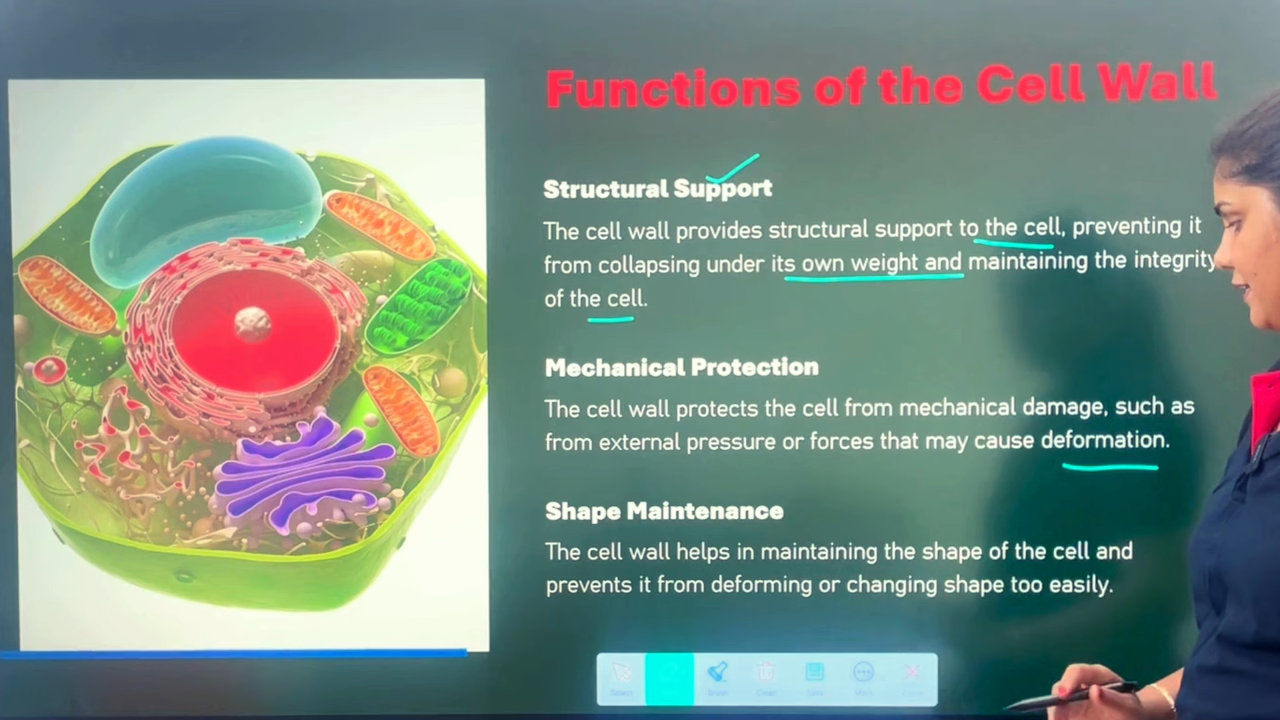 Functions of the Cell Wall
Structural Support
The cell wall provides structural support to the cell, preventing it
from collapsing under its own weight and maintaining the integrity
of the cell.
Mechanical Protection
The cell wall protects the cell from mechanical damage, such as
from external pressure or forces that may cause deformation.
Shape Maintenance
The cell wall helps in maintaining the shape of the cell and
prevents it from deforming or changing shape too easily.
Select
Clear